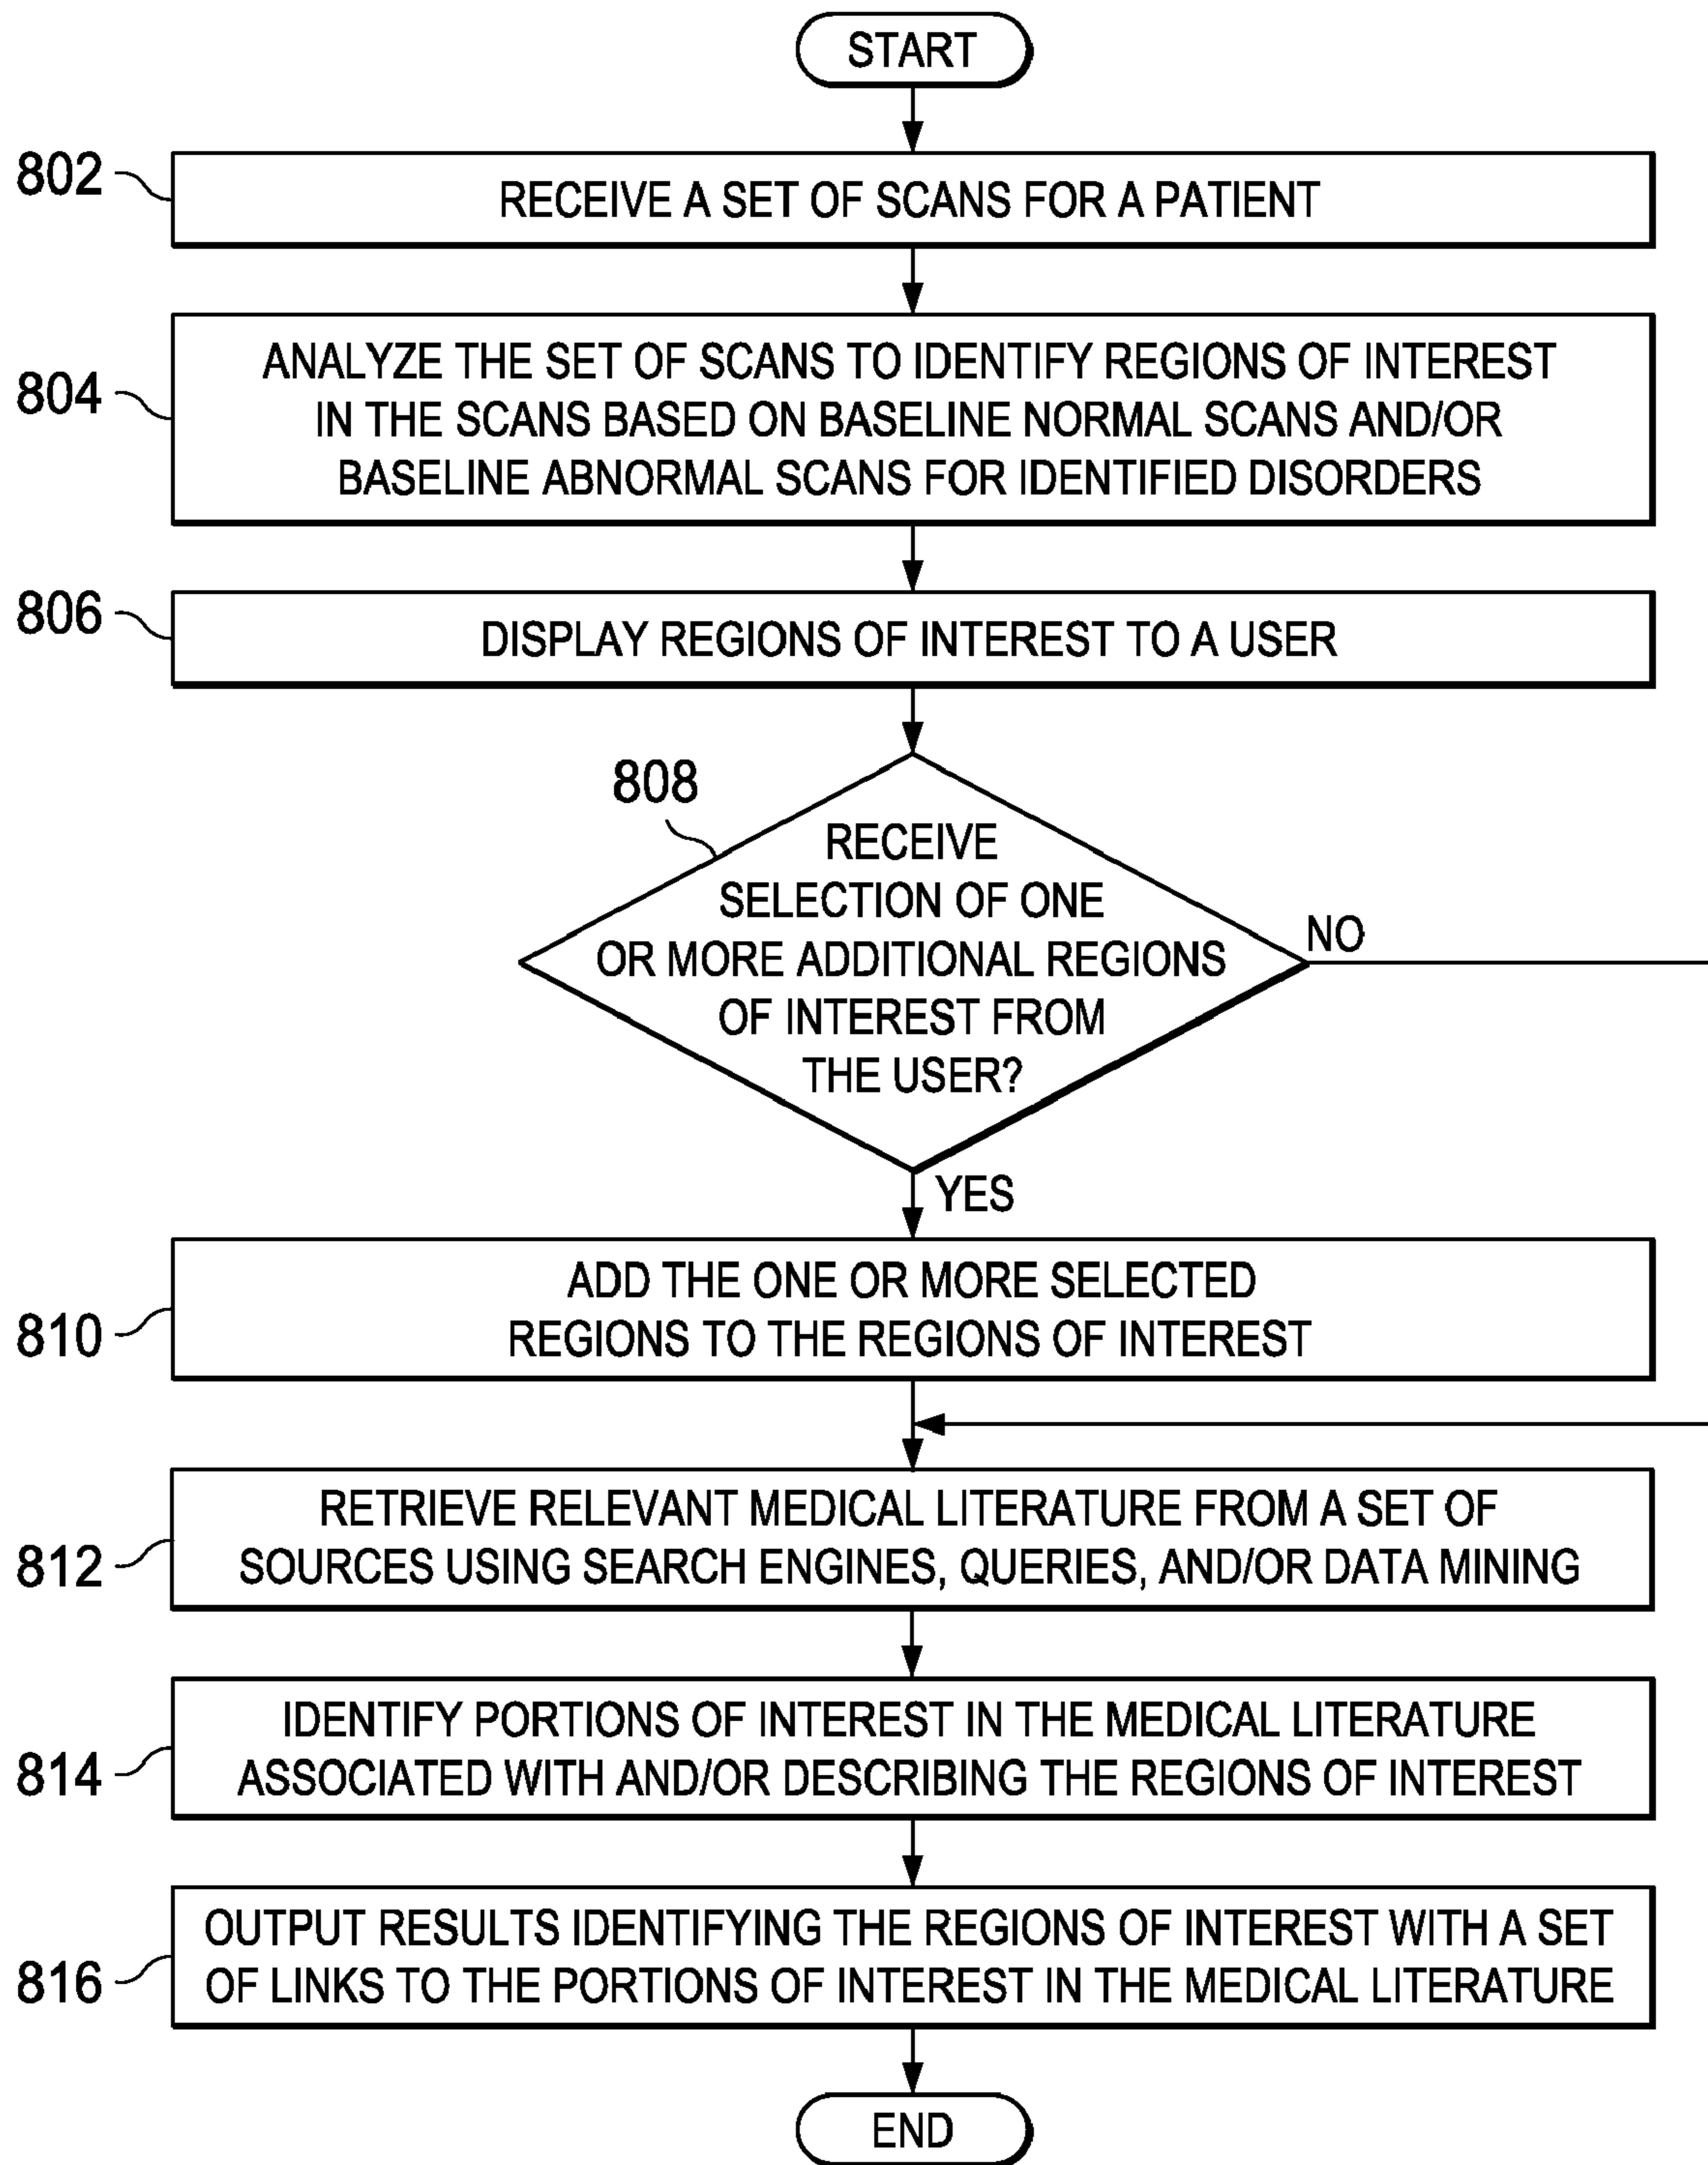 START
802
RECEIVE A SET OF SCANS FOR A PATIENT
804
ANALYZE THE SET OF SCANS TO IDENTIFY REGIONS OF INTEREST
IN THE SCANS BASED ON BASELINE NORMAL SCANS AND/OR
BASELINE ABNORMAL SCANS FOR IDENTIFIED DISORDERS
806
DISPLAY REGIONS OF INTEREST TO A USER
808
RECEIVE
SELECTION OF ONE
OR MORE ADDITIONAL REGIONS
OF INTEREST FROM
THE USER?
NO
YES
810
ADD THE ONE OR MORE SELECTED
REGIONS TO THE REGIONS OF INTEREST
812
RETRIEVE RELEVANT MEDICAL LITERATURE FROM A SET OF
SOURCES USING SEARCH ENGINES, QUERIES, AND/OR DATA MINING
814
IDENTIFY PORTIONS OF INTEREST IN THE MEDICAL LITERATURE
ASSOCIATED WITH AND/OR DESCRIBING THE REGIONS OF INTEREST
816
OUTPUT RESULTS IDENTIFYING THE REGIONS OF INTEREST WITH A SET
OF LINKS TO THE PORTIONS OF INTEREST IN THE MEDICAL LITERATURE
END